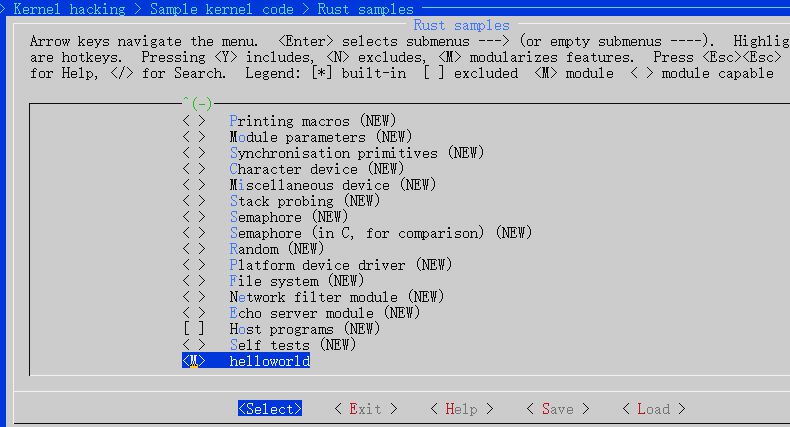 > Kernel hacking > Sample kernel code > Rust samples
Rust samples
Arrow keys navigate the menu.  <Enter> selects submenus ---> (or empty submenus ----).  Highlig
are hotkeys.  Pressing <Y> includes, <N> excludes, <M> modularizes features.  Press <Esc><Esc>
for Help, </> for Search.  Legend: [*] built-in  [ ] excluded  <M> module  < > module capable
^(-)
< >   Printing macros (NEW)
< >   Module parameters (NEW)
< >   Synchronisation primitives (NEW)
< >   Character device (NEW)
< >   Miscellaneous device (NEW)
< >   Stack probing (NEW)
< >   Semaphore (NEW)
< >   Semaphore (in C, for comparison) (NEW)
< >   Random (NEW)
< >   Platform device driver (NEW)
< >   File system (NEW)
< >   Network filter module (NEW)
< >   Echo server module (NEW)
[ ]   Host programs (NEW)
< >   Self tests (NEW)
<M>   helloworld
<Select>    < Exit >    < Help >    < Save >    < Load >